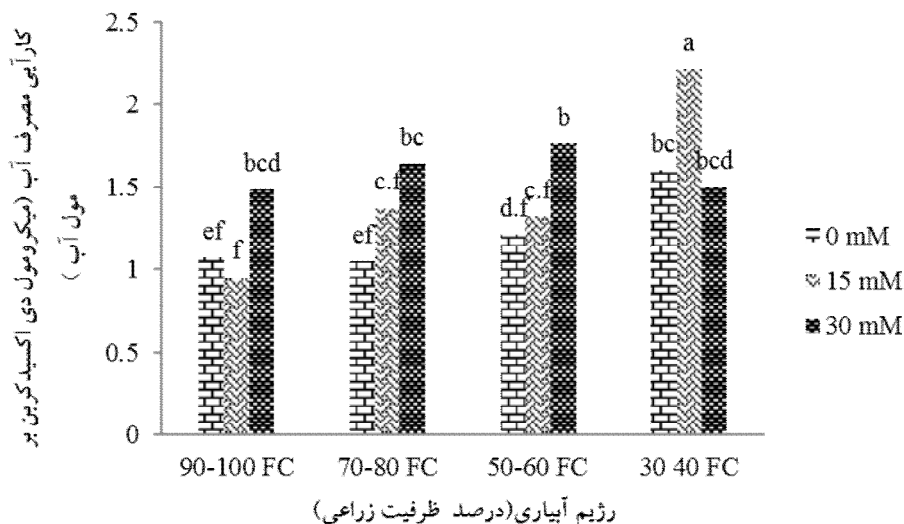 کارآیی مصرف آب (میکرومول دی اکسیدکربن بر
مول آب )
2.5
2
1.5
1
0.5
0
ef
f
bcd
ef
c.f
bc
d.f
c.f
b
bc
a
bcd
0 mM
15 mM
30 mM
90-100 FC
70-80 FC
50-60 FC
30 40 FC
رژیم آبیاری(درصد ظرفیت زراعی)